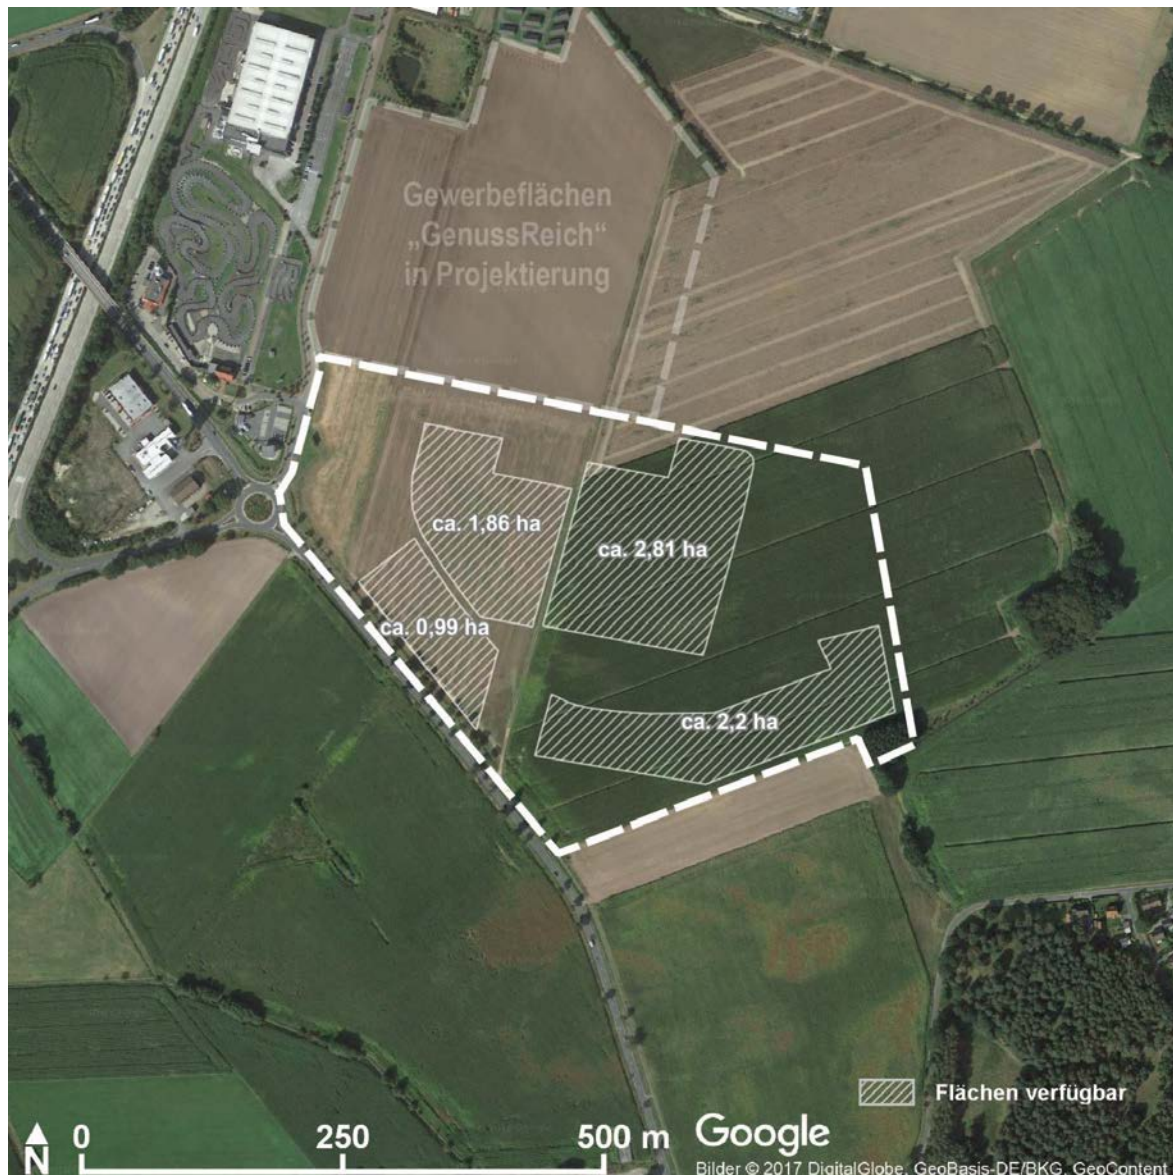 Gewerbeflächen
„GenussReich“
in Projektierung
ca. 1,86 ha
ca. 2,81 ha
ca. 0,99 ha
ca. 2,2 ha
Flächen verfügbar
N
0 250 500 m
Google
Bilder © 2017 DigitalGlobe, GeoBasis-DE/BKG, GeoContent